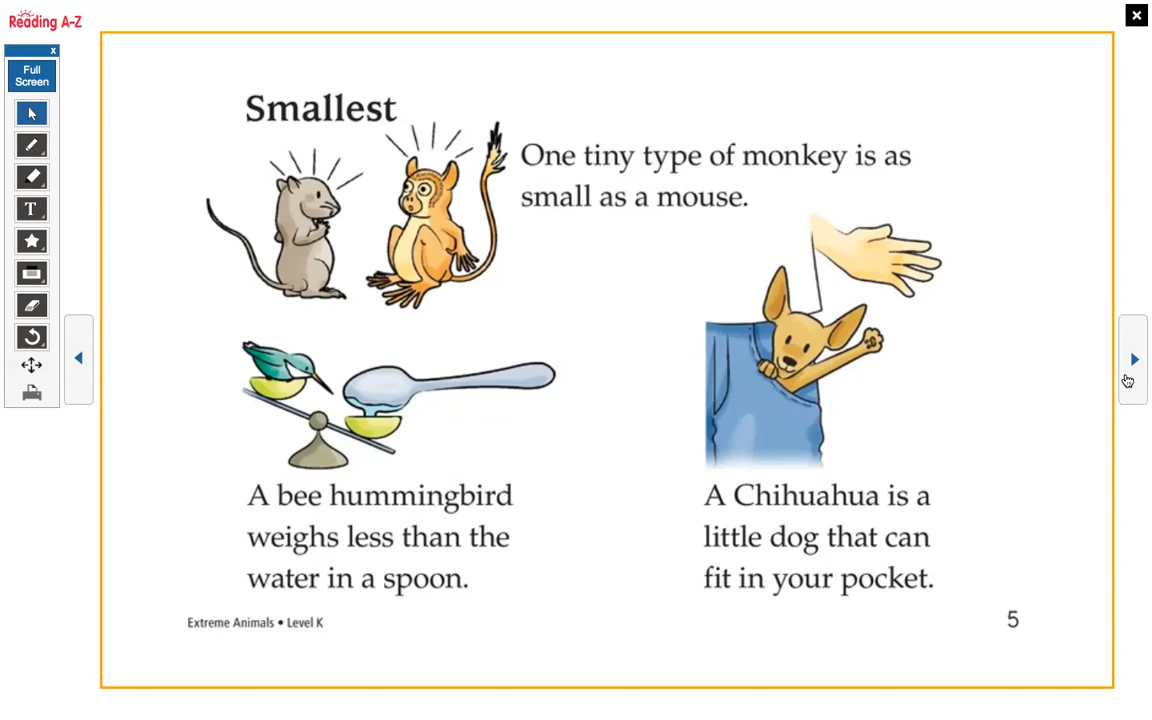 Reading A-Z
x
Full
Screen
T
Smallest
One tiny type of monkey is as
small as a mouse.
A bee hummingbird
weighs less than the
water in a spoon.
A Chihuahua is a
little dog that can
fit in your pocket.
Extreme Animals • Level K
5